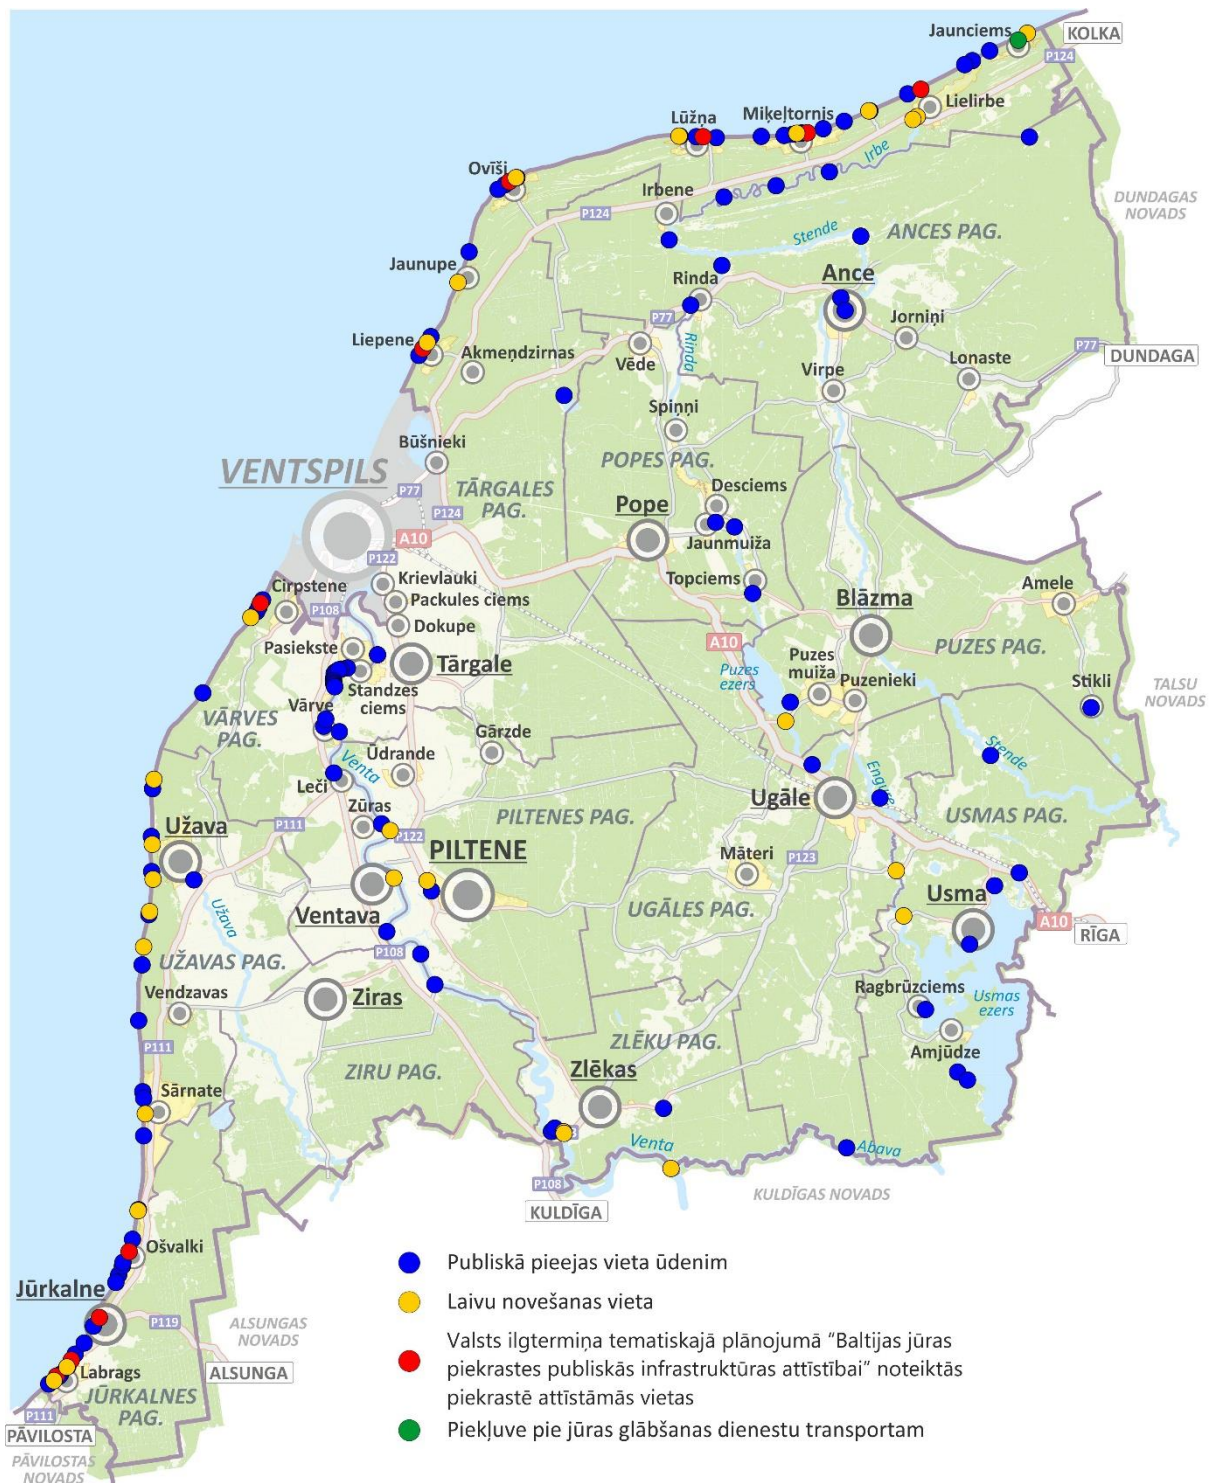 Jaunciems
KOLKA
P124
Lielirbe
Miķeļtornis
Lūžņa
Irbe
Ovīši
Irbene
DUNDAGAS
NOVADS
P124
Stende
ANCES PAG.
Jaunupe
Rinda
Ance
P77
Jorniņi
Liepene
Akmeņdzirnas
Rinda
Vēde
P77
DUNDAGA
Lonaste
Virpe
Spiņņi
Būšnieki
POPES PAG.
VENTSPILS
P77
TĀRGALES
PAG.
Desciems
P124
Pope
A10
Jaunmuiža
P122
Krievlauki
Topciems
Cirpstene
Packules ciems
Amele
P108
Blāzma
Dokupe
A10
Pasiekste
Tārgale
PUZES PAG.
Puzes
muiža
Puzes
ezers
Puzenieki
Stikli
Standzes
ciems
TALSU
NOVADS
Vārve
VĀRVES
PAG.
Gārzde
Stende
Venta
Ūdrande
Engure
Leči
Ugāle
Zūras
PILTENES PAG.
USMAS PAG.
P111
Užava
P122
PILTENE
P123
Māteri
Usma
Užava
Ventava
UGĀLES PAG.
A10
RĪGA
P108
UŽAVAS PAG.
Ziras
Ragbrūzciems
Usmas
ezers
Vendzavas
P111
ZLĒKU PAG.
Amjūdze
Zlēkas
ZIRU PAG.
Sārnate
Venta
Abava
P108
KULDĪGAS NOVADS
KULDĪGA
Ošvalki
Publiskā pieejas vieta ūdenim
Jūrkalne
Laivu novešanas vieta
P119
ALSUNGAS
NOVADS
Valsts ilgtermiņa tematiskajā plānojumā “Baltijas jūras
piekrastes publiskās infrastruktūras attīstībai” noteiktās
piekrastē attīstāmās vietas
Labrags
ALSUNGA
JŪRKALNES
PAG.
P111
Piekļuve pie jūras glābšanas dienestu transportam
PĀVILOSTA
PĀVILOSTAS
NOVADS